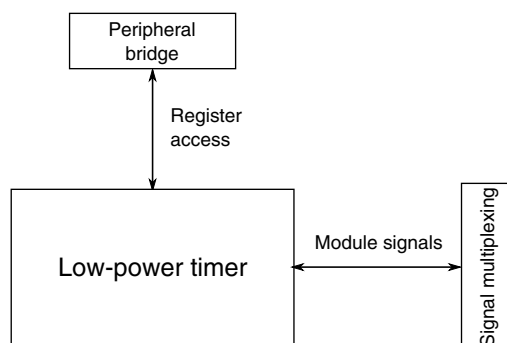 Peripheral
bridge
Register
access
Low-power timer
Module signals
Signal multiplexing